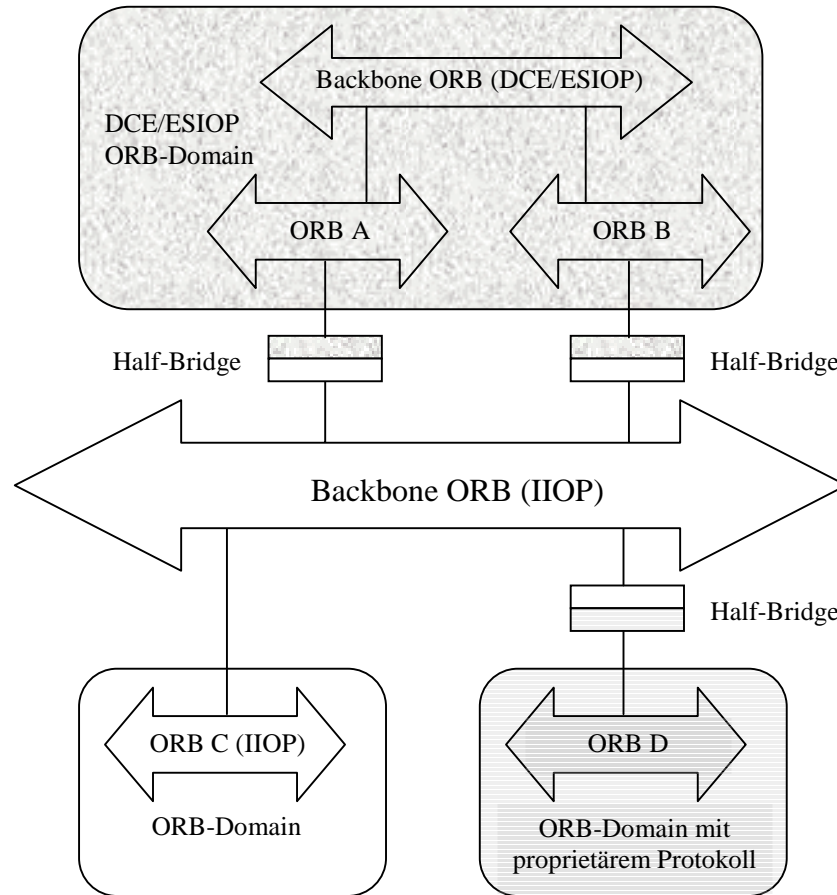 Backbone ORB (DCE/ESIOP)
DCE/ESIOP
ORB-Domain
ORB A
ORB B
Half-Bridge
Half-Bridge
Backbone ORB (IIOP)
Half-Bridge
ORB C (IIOP)
ORB D
ORB-Domain
ORB-Domain mit
proprietärem Protokoll